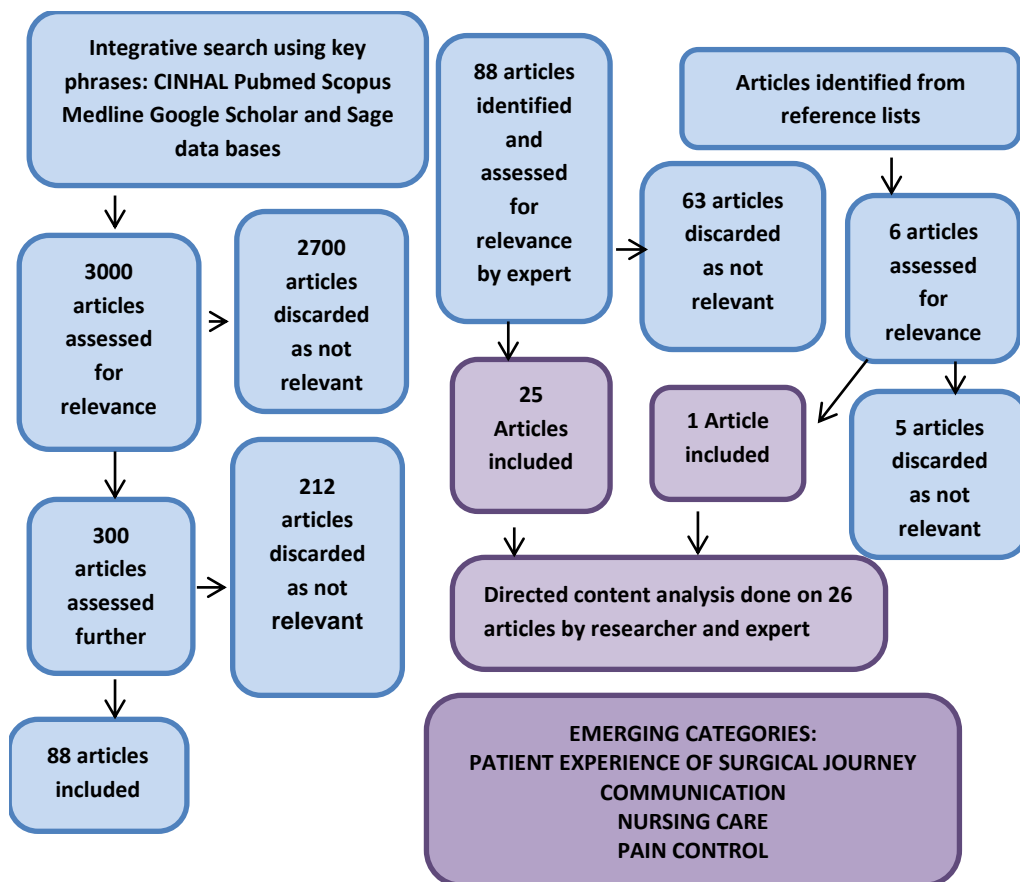 Integrative search using key
phrases: CINHAL Pubmed Scopus
Medline Google Scholar and Sage
data bases
3000
articles
assessed
for
relevance
2700
articles
discarded
as not
relevant
300
articles
assessed
further
212
articles
discarded
as not
relevant
88 articles
included
88 articles
identified
and
assessed
for
relevance
by expert
63 articles
discarded
as not
relevant
25
Articles
included
Articles identified from
reference lists
6 articles
assessed
for
relevance
1 Article
included
5 articles
discarded
as not
relevant
Directed content analysis done on 26
articles by researcher and expert
EMERGING CATEGORIES:
PATIENT EXPERIENCE OF SURGICAL JOURNEY
COMMUNICATION
NURSING CARE
PAIN CONTROL